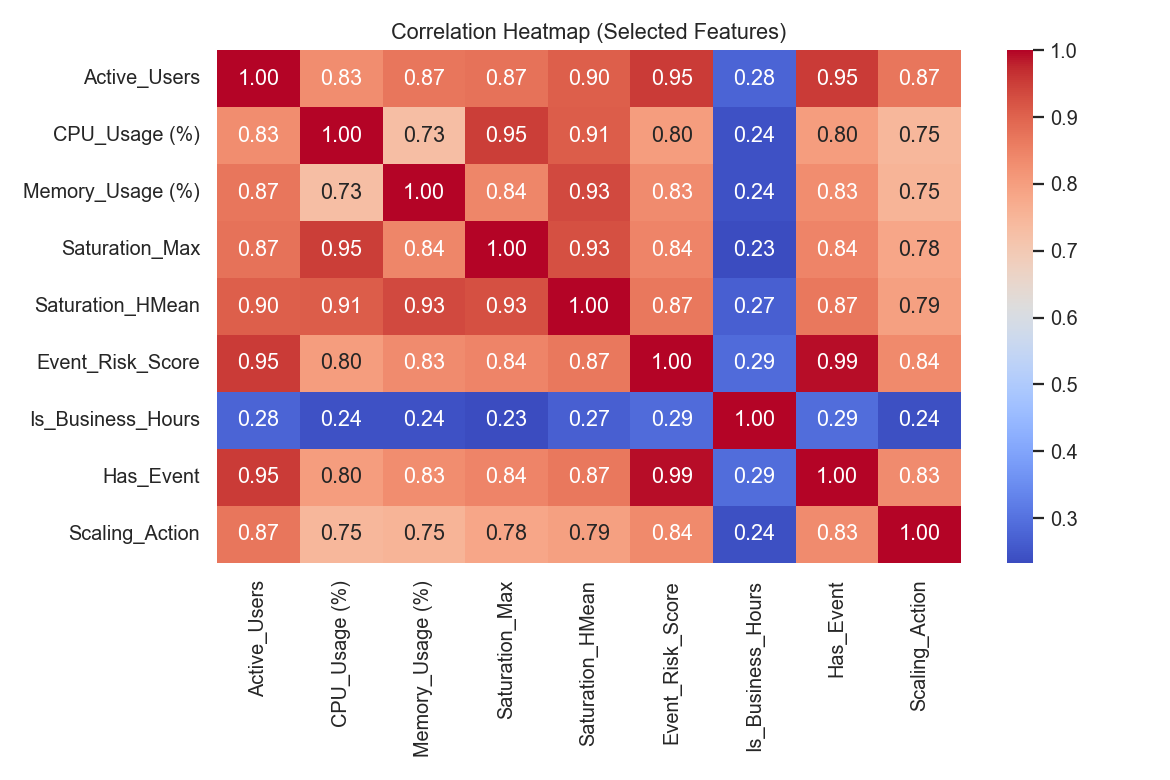 Correlation Heatmap (Selected Features)
Active_Users 1.00 0.83 0.87 0.87 0.90 0.95 0.28 0.95 0.87
CPU_Usage (%) 0.83 1.00 0.73 0.95 0.91 0.80 0.24 0.80 0.75
Memory_Usage (%) 0.87 0.73 1.00 0.84 0.93 0.83 0.24 0.83 0.75
Saturation_Max 0.87 0.95 0.84 1.00 0.93 0.84 0.23 0.84 0.78
Saturation_HMean 0.90 0.91 0.93 0.93 1.00 0.87 0.27 0.87 0.79
Event_Risk_Score 0.95 0.80 0.83 0.84 0.87 1.00 0.29 0.99 0.84
Is_Business_Hours 0.28 0.24 0.24 0.23 0.27 0.29 1.00 0.29 0.24
Has_Event 0.95 0.80 0.83 0.84 0.87 0.99 0.29 1.00 0.83
Scaling_Action 0.87 0.75 0.75 0.78 0.79 0.84 0.24 0.83 1.00
Active_Users
CPU_Usage (%)
Memory_Usage (%)
Saturation_Max
Saturation_HMean
Event_Risk_Score
Is_Business_Hours
Has_Event
Scaling_Action
1.0
0.9
0.8
0.7
0.6
0.5
0.4
0.3